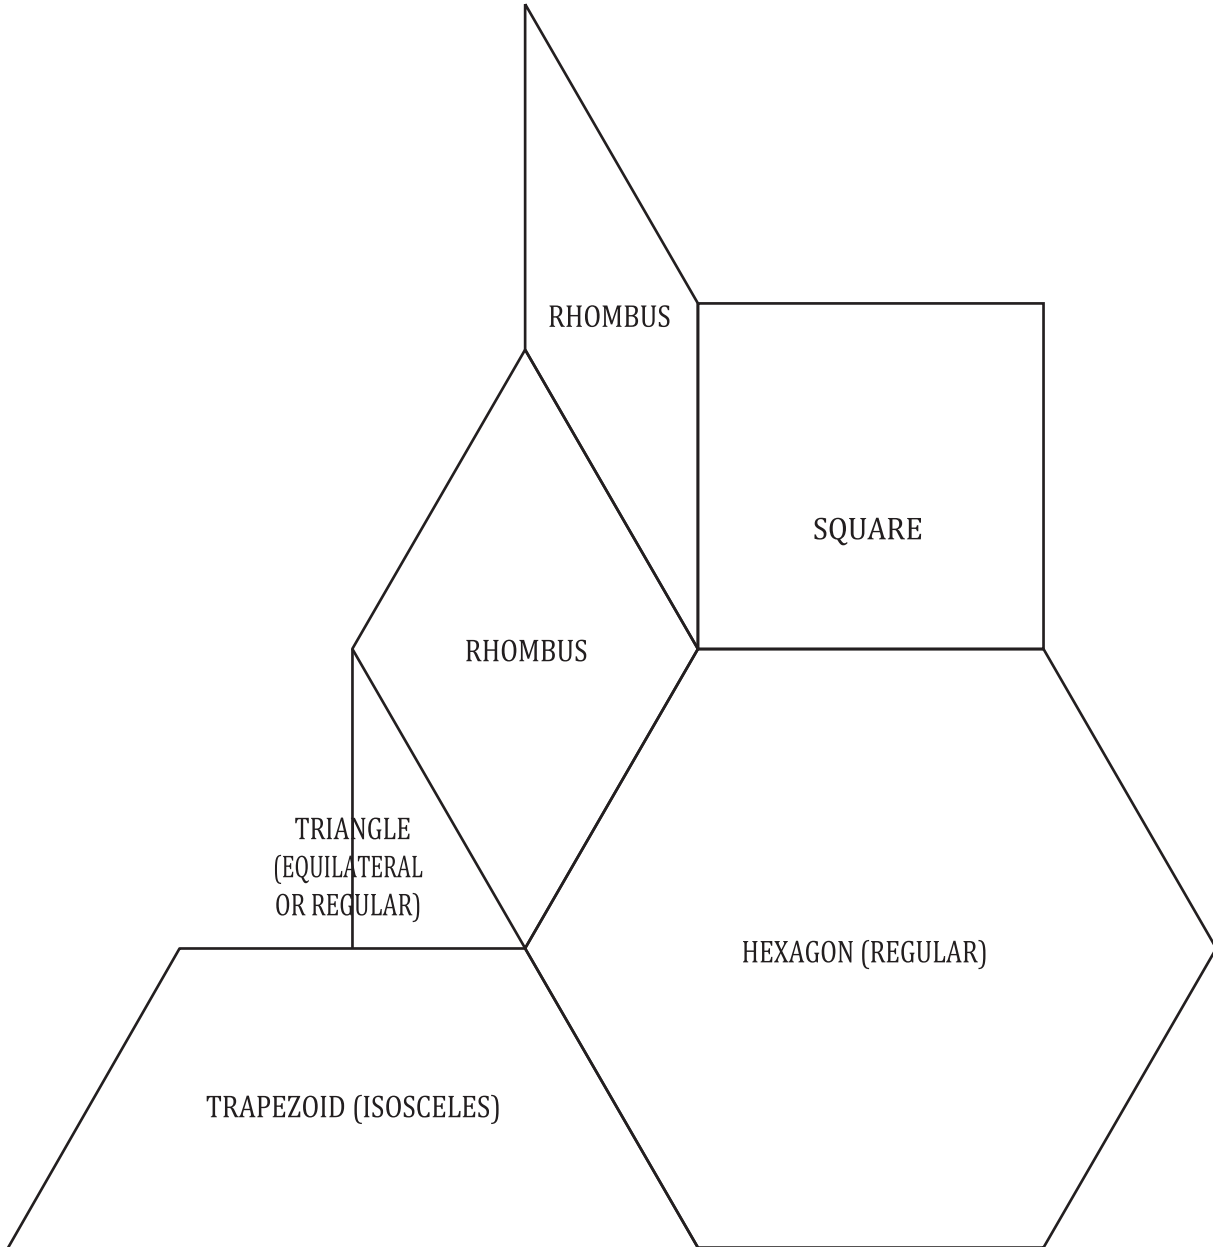 RHOMBUS
SQUARE
RHOMBUS
TRIANGLE
(EQUILATERAL
OR REGULAR)
HEXAGON (REGULAR)
TRAPEZOID (ISOSCELES)